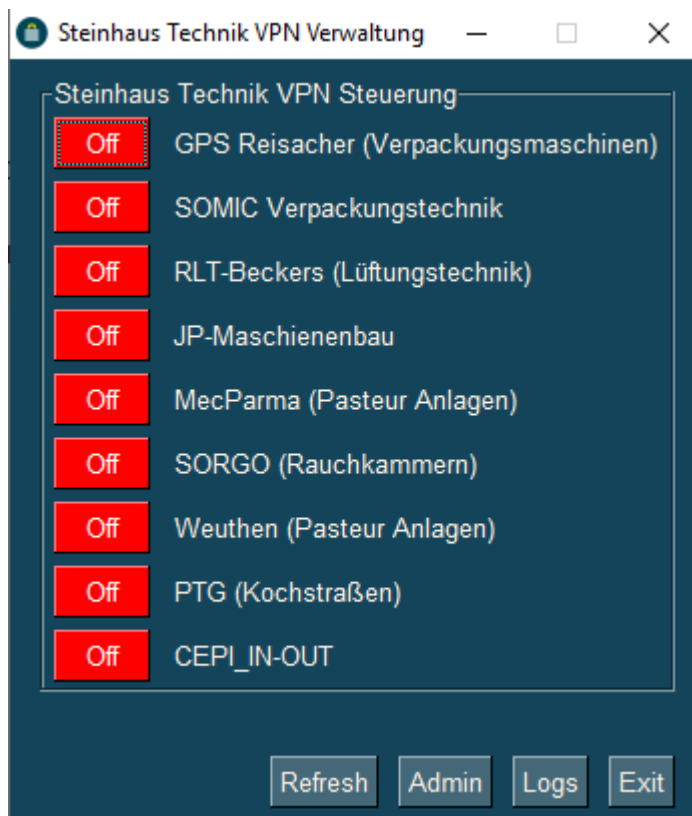 Steinhaus Technik VPN Verwaltung
Steinhaus Technik VPN Steuerung
Off GPS Reisacher (Verpackungsmaschinen)
Off SOMIC Verpackungstechnik
Off RLT-Beckers (Lüftungstechnik)
Off JP-Maschienenbau
Off MecParma (Pasteur Anlagen)
Off SORGO (Rauchkammern)
Off Weuthen (Pasteur Anlagen)
Off PTG (Kochstraßen)
Off CEPI_IN-OUT
Refresh Admin Logs Exit